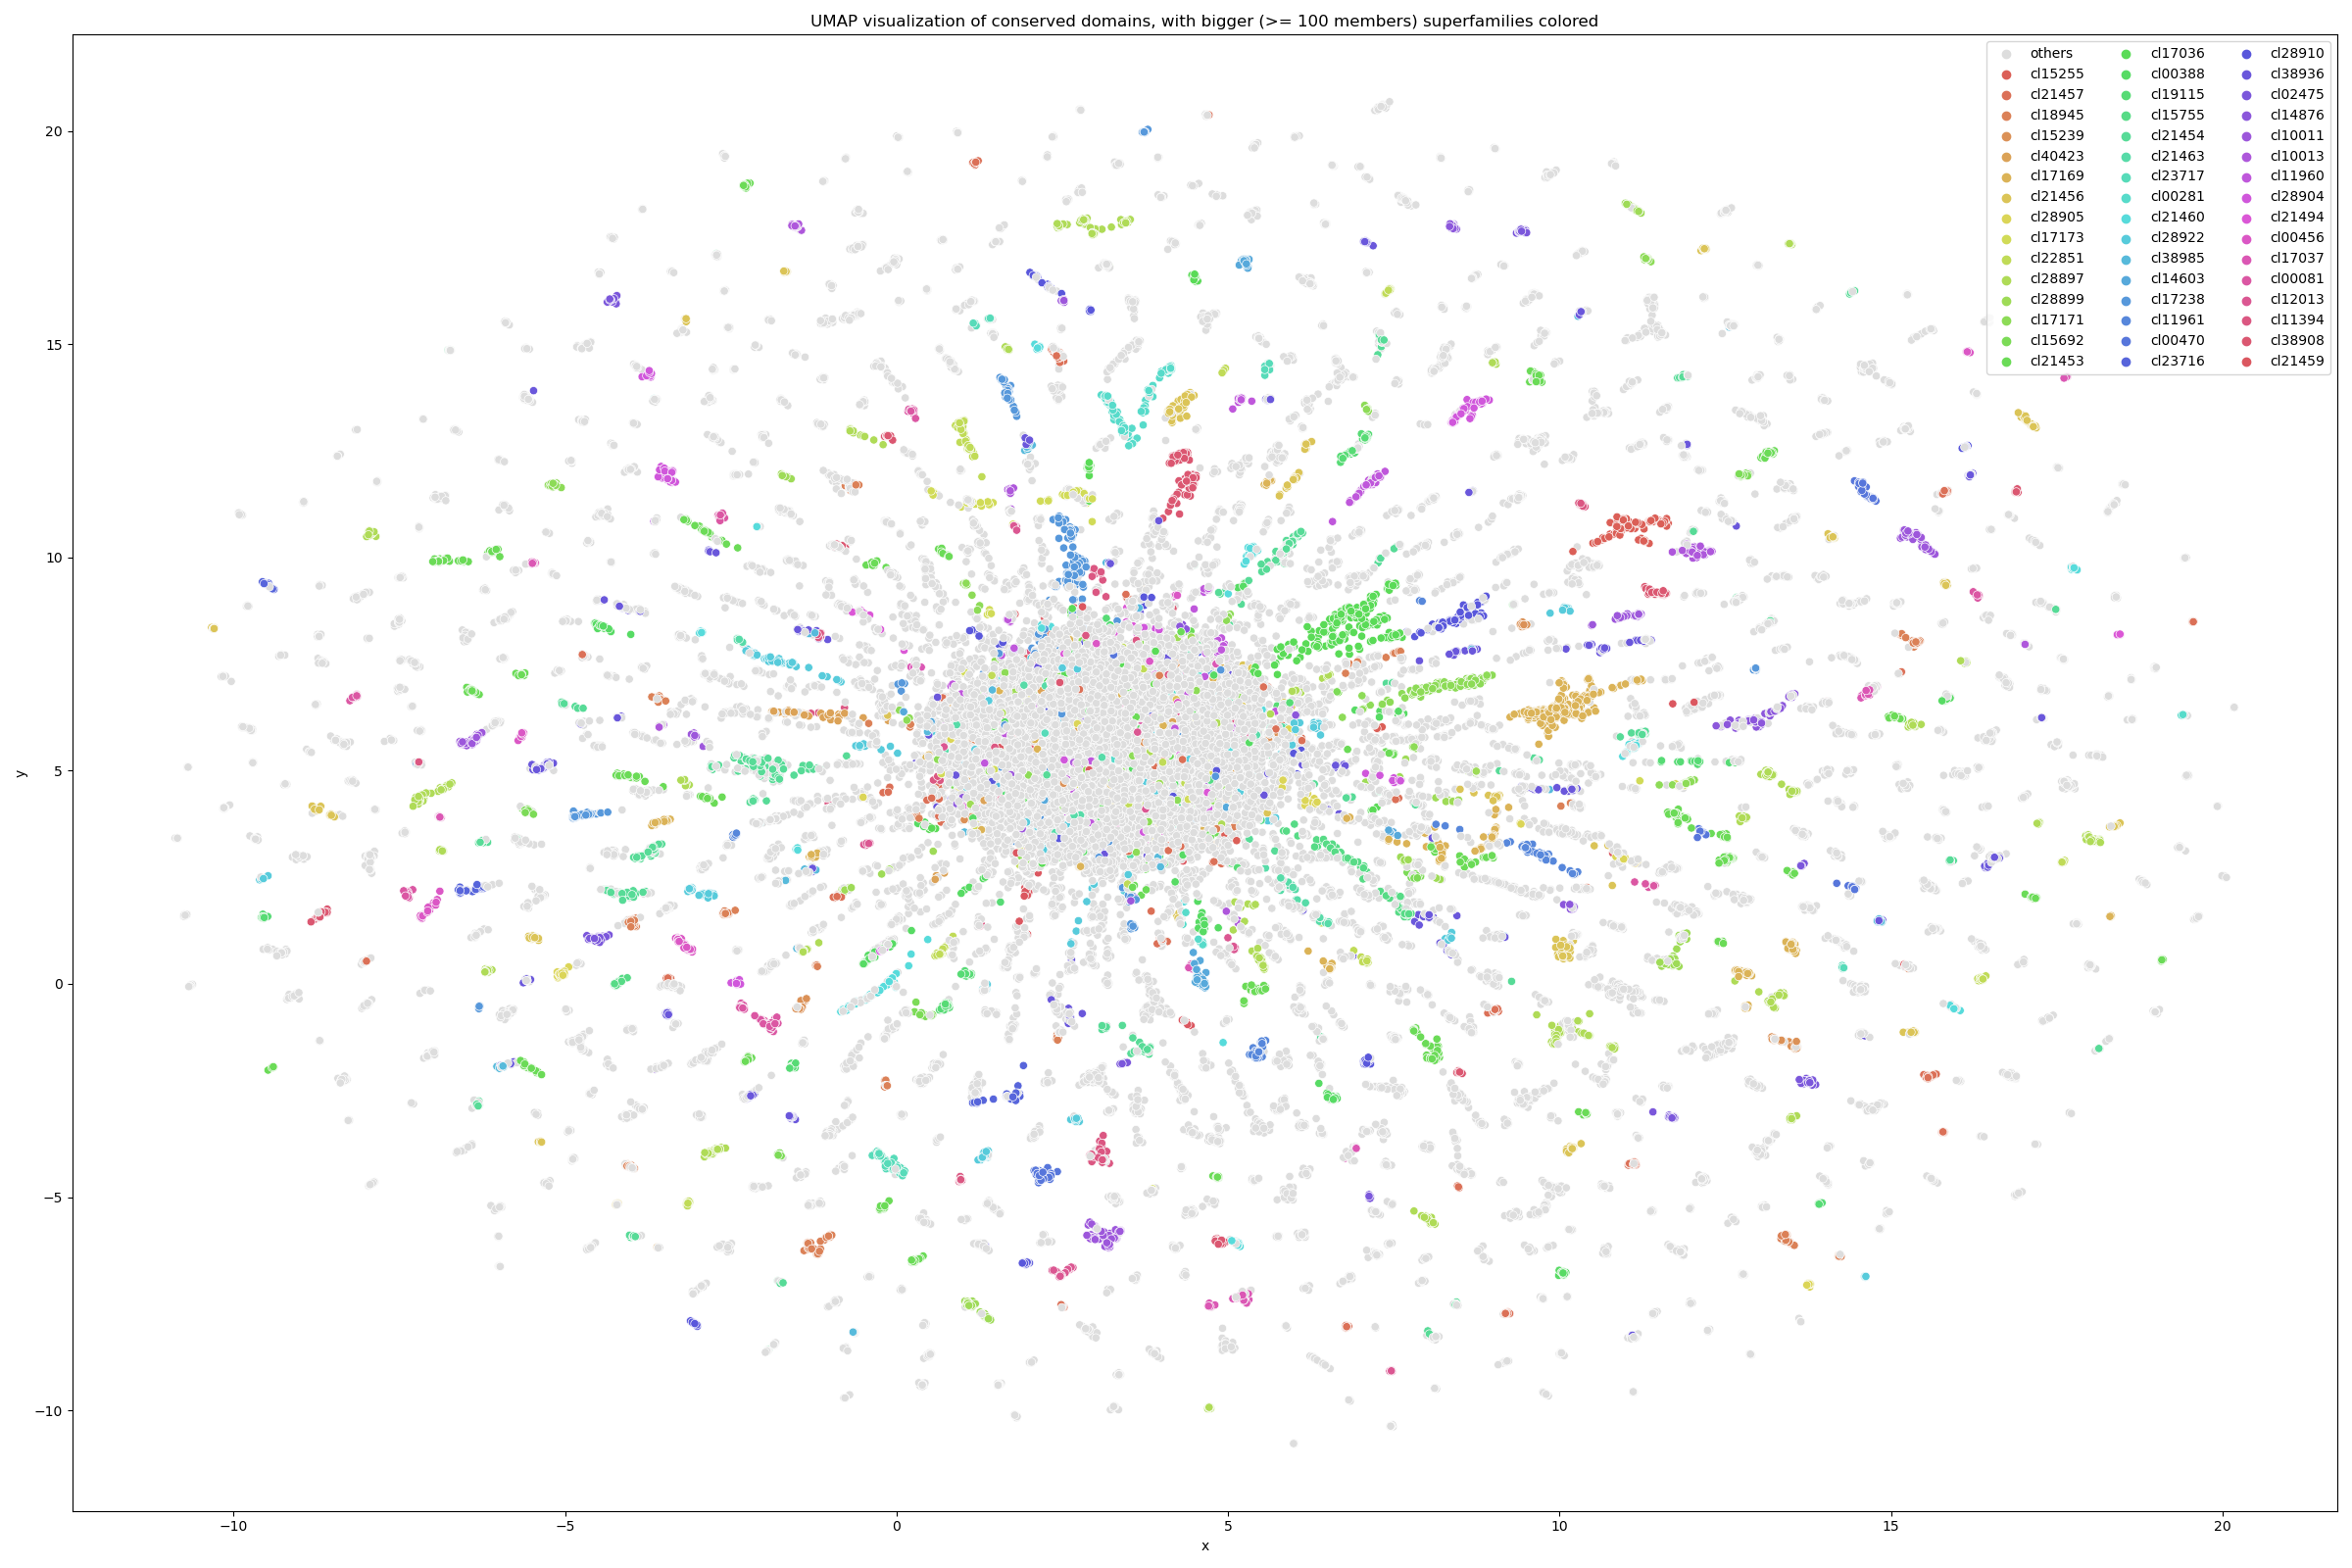 UMAP visualization of conserved domains, with bigger (>= 100 members) superfamilies colored
others
cl15255
cl21457
cl18945
cl15239
cl40423
cl17169
cl21456
cl28905
cl17173
cl22851
cl28897
cl28899
cl17171
cl15692
cl21453
cl17036
cl00388
cl19115
cl15755
cl21454
cl21463
cl23717
cl00281
cl21460
cl28922
cl38985
cl14603
cl17238
cl11961
cl00470
cl23716
cl28910
cl38936
cl02475
cl14876
cl10011
cl10013
cl11960
cl28904
cl21494
cl00456
cl17037
cl00081
cl12013
cl11394
cl38908
cl21459
y
20
15
10
5
0
−5
−10
−10
−5
0
5
10
15
20
x